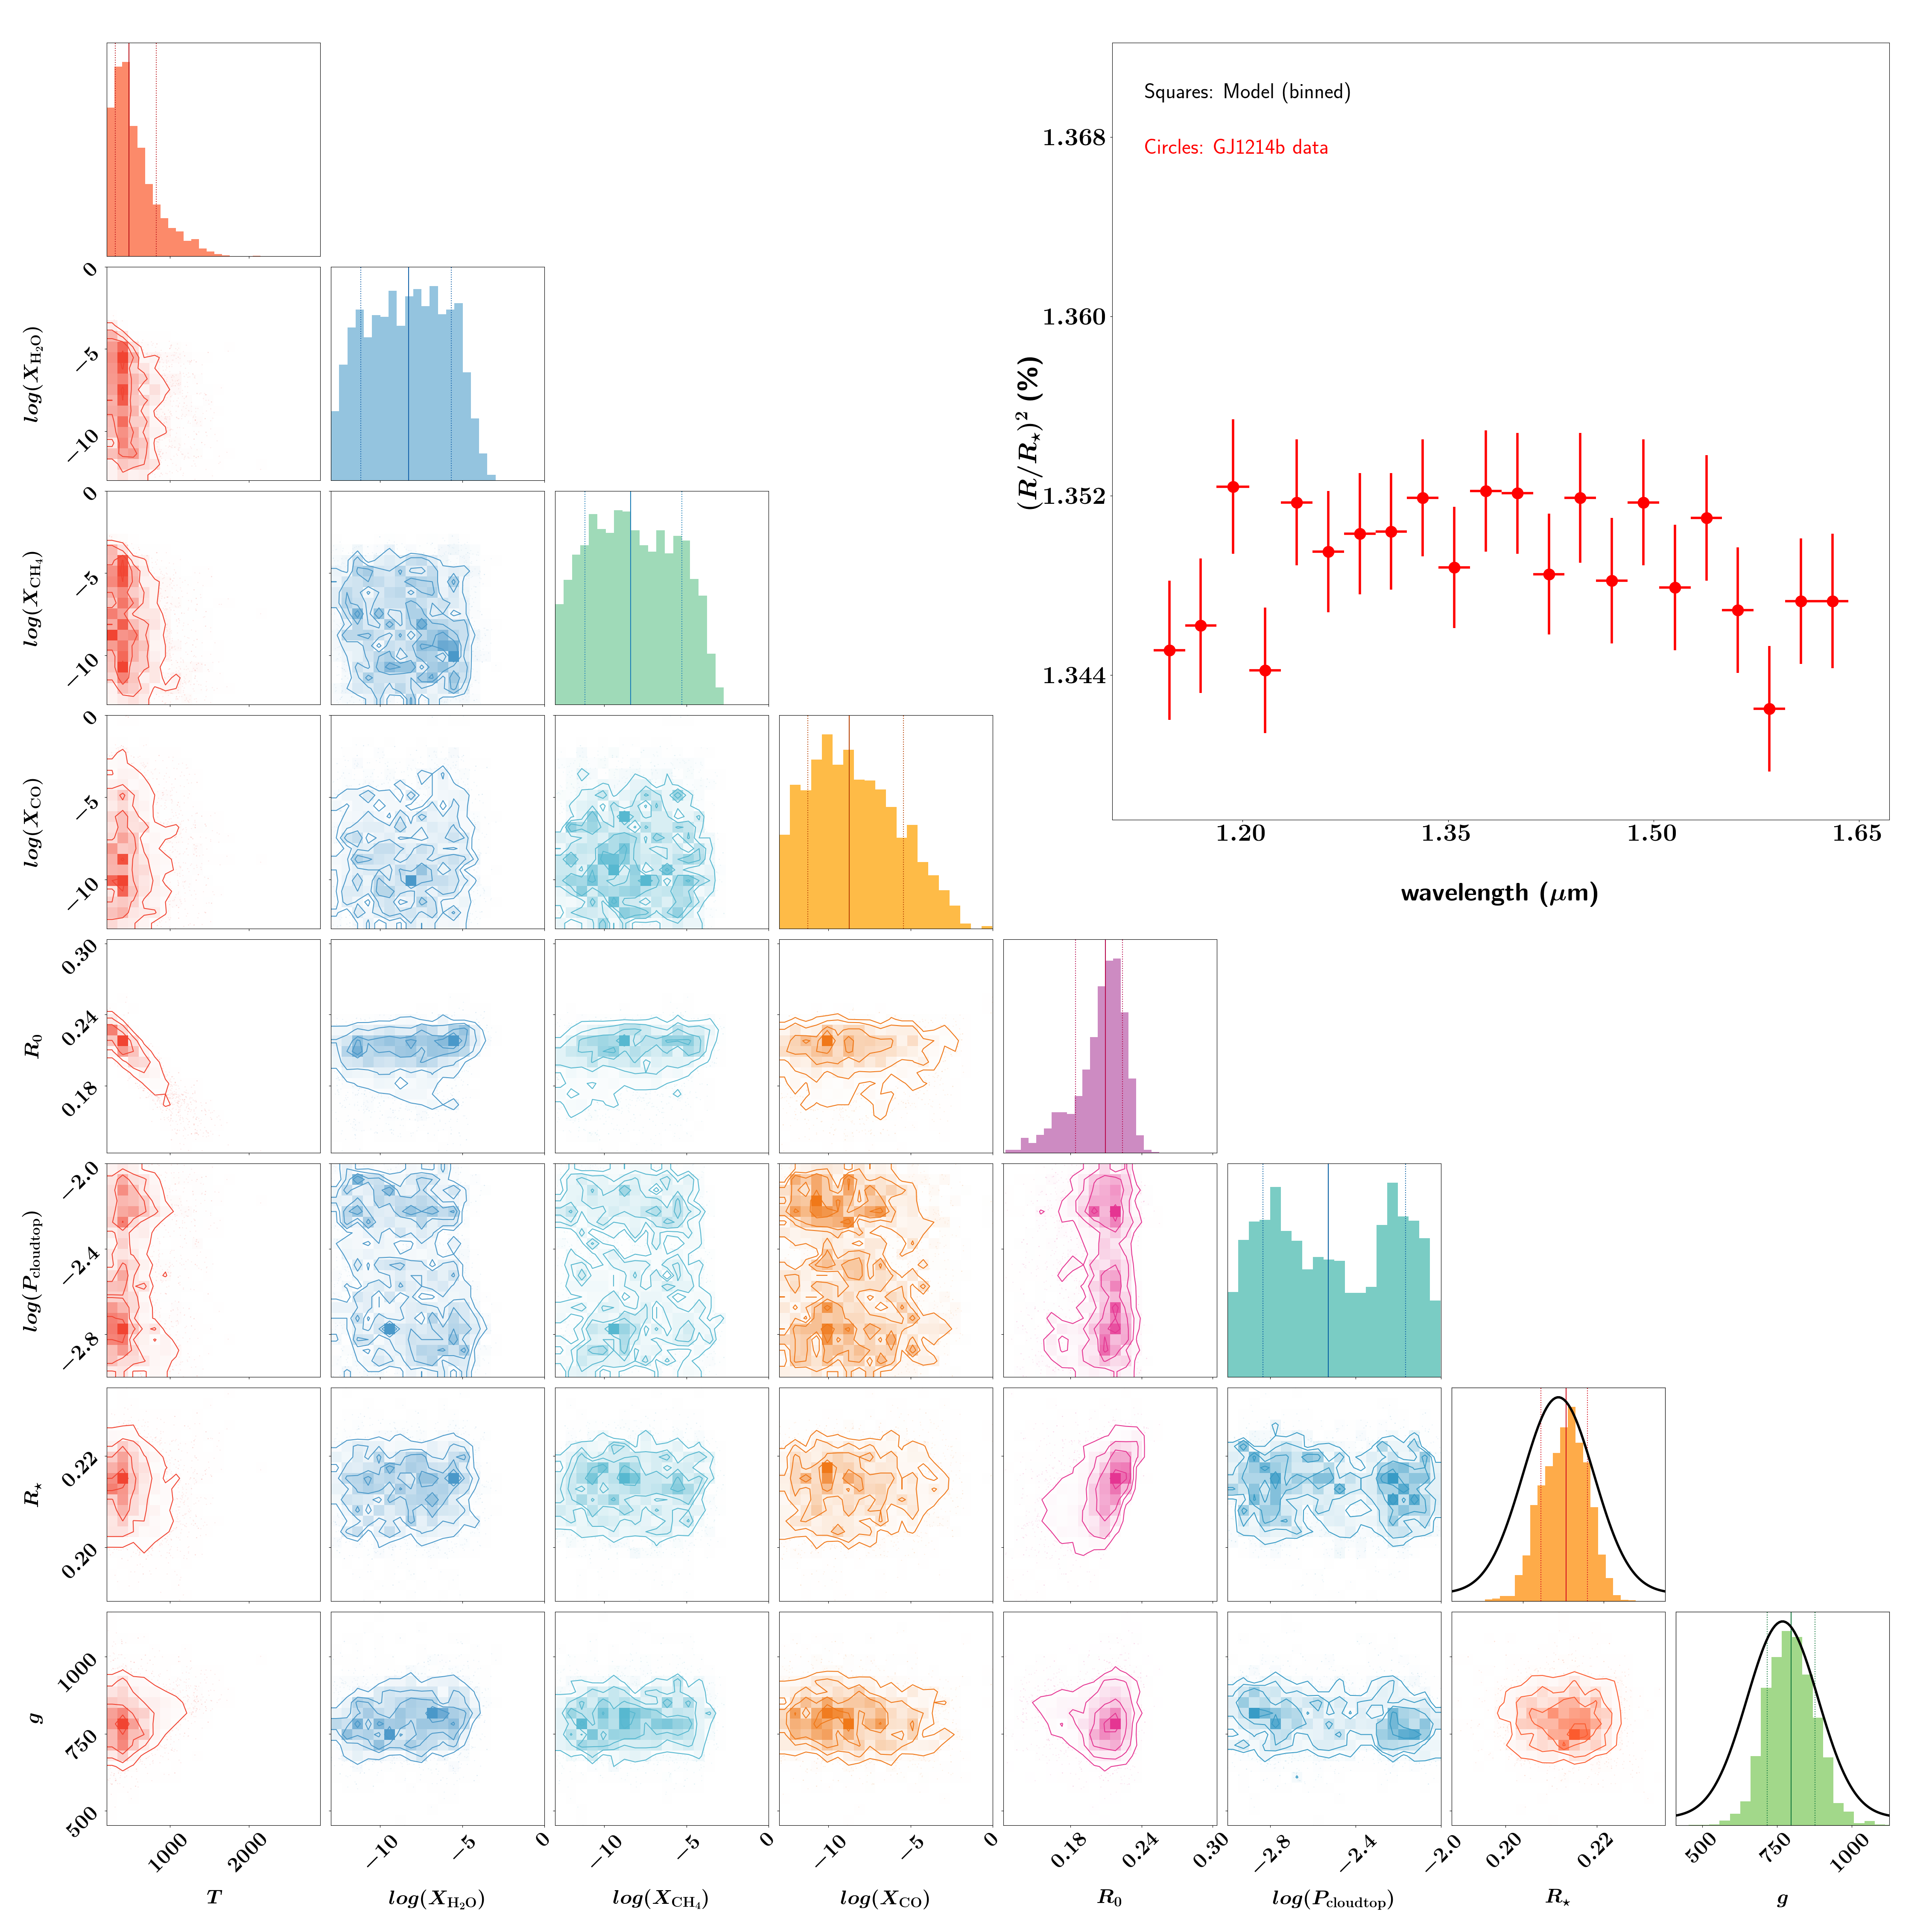 Squares: Model (binned)
Circles: GJ1214b data
(R/R⋆)² (%)
1.368
1.360
1.352
1.344
1.20 1.35 1.50 1.65
wavelength (μm)
log(X_H₂O)
0
−5
−10
log(X_CH₄)
0
−5
−10
log(X_CO)
0
−5
−10
R₀
0.30
0.24
0.18
log(P_cloudtop)
−2.0
−2.4
−2.8
R⋆
0.22
0.20
g
1000
750
500
1000 2000 −10 −5 0 −10 −5 0 −10 −5 0 0.18 0.24 0.30 −2.8 −2.4 −2.0 0.20 0.22 500 750 1000
T log(X_H₂O) log(X_CH₄) log(X_CO) R₀ log(P_cloudtop) R⋆ g